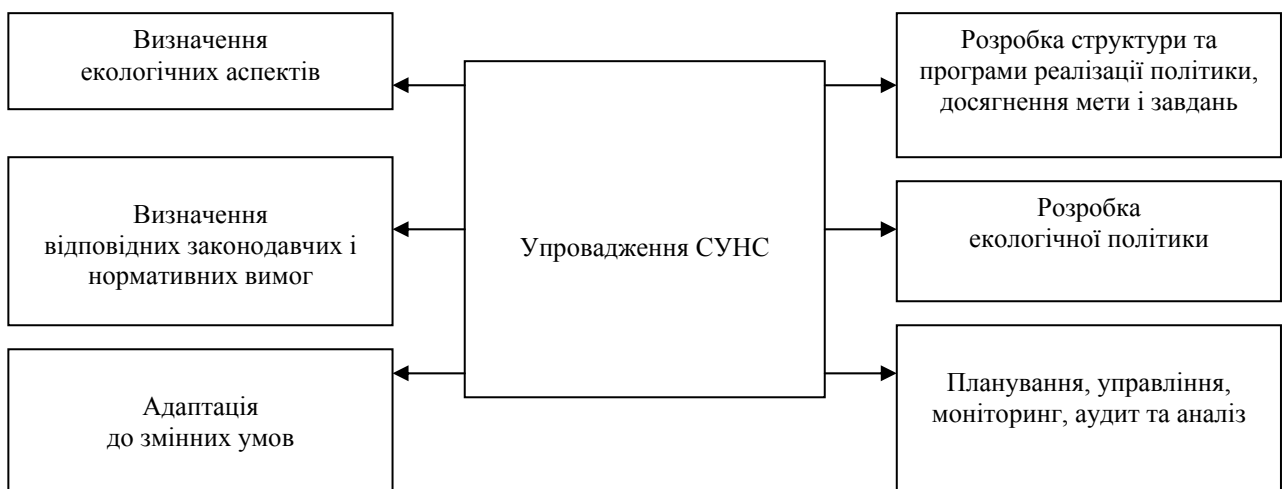 Визначення
екологічних аспектів
Визначення
відповідних законодавчих і
нормативних вимог
Адаптація
до змінних умов
Упровадження СУНС
Розробка структури та
програми реалізації політики,
досягнення мети і завдань
Розробка
екологічної політики
Планування, управління,
моніторинг, аудит та аналіз